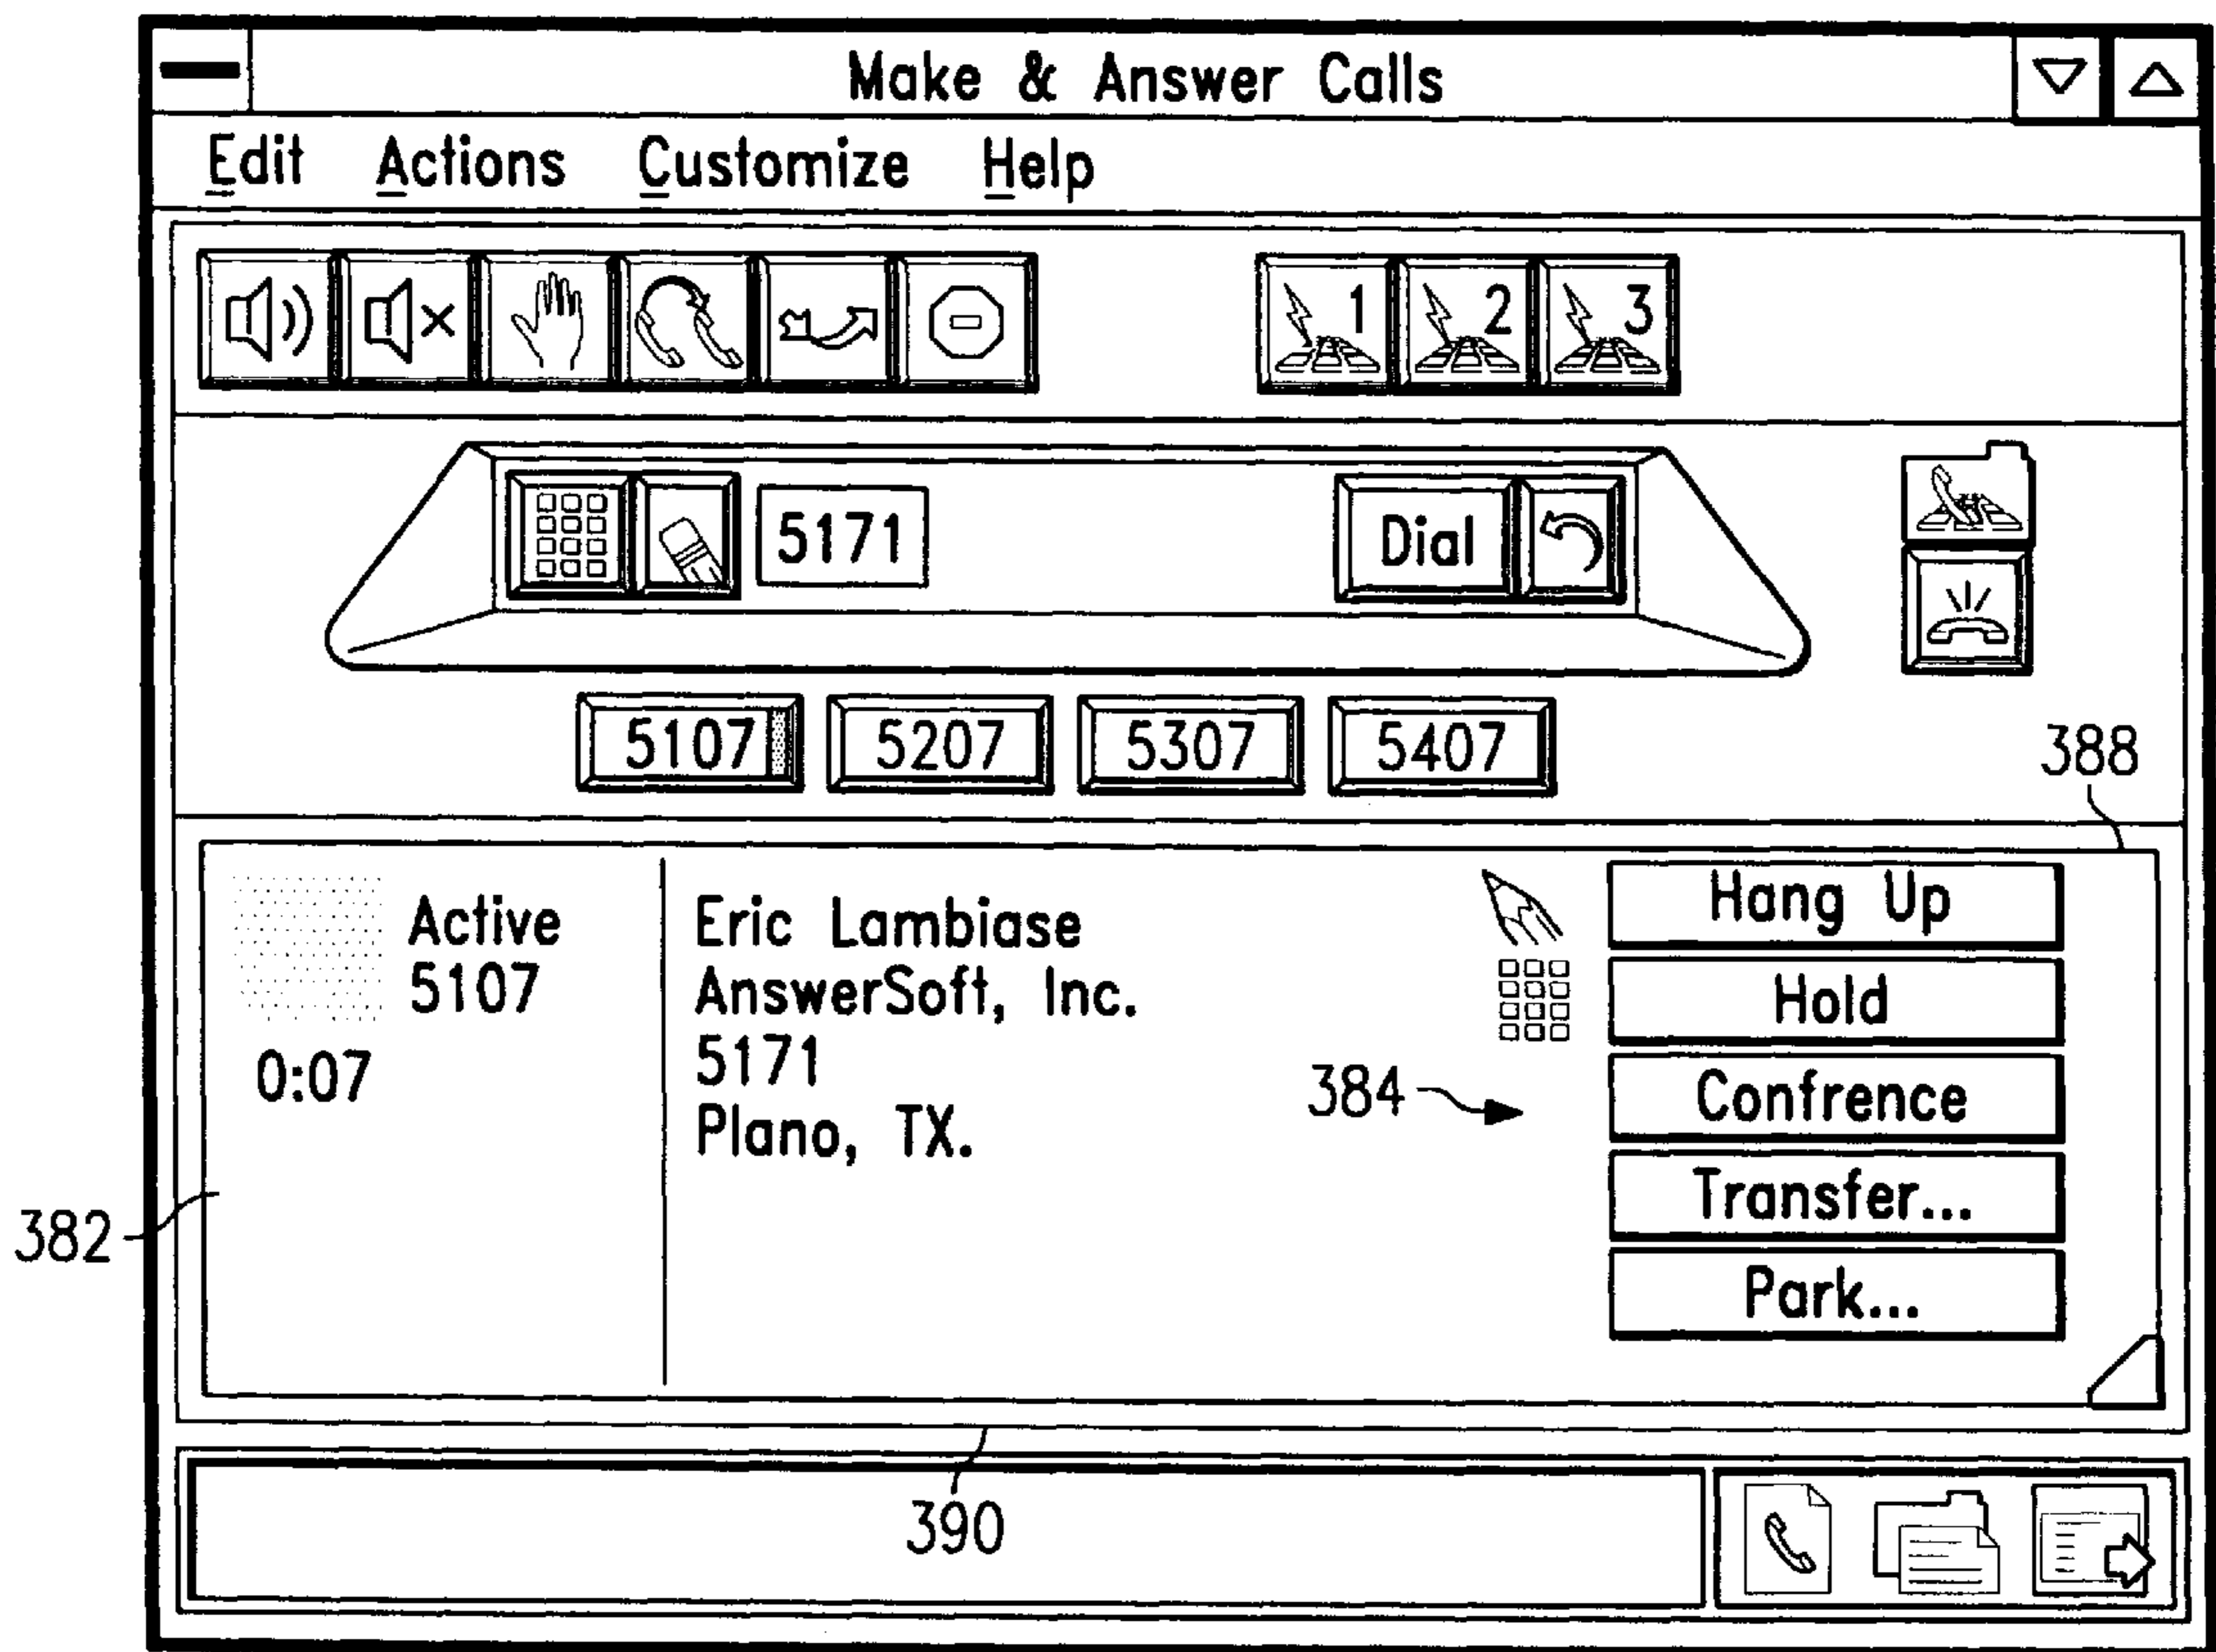 Make & Answer Calls
Edit Actions Customize Help
1 2 3
5171 Dial
5107 5207 5307 5407
388
Active
5107
0:07
Eric Lambiase
AnswerSoft, Inc.
5171
Plano, TX.
Hang Up
Hold
384
Confrence
Transfer...
Park...
382
390